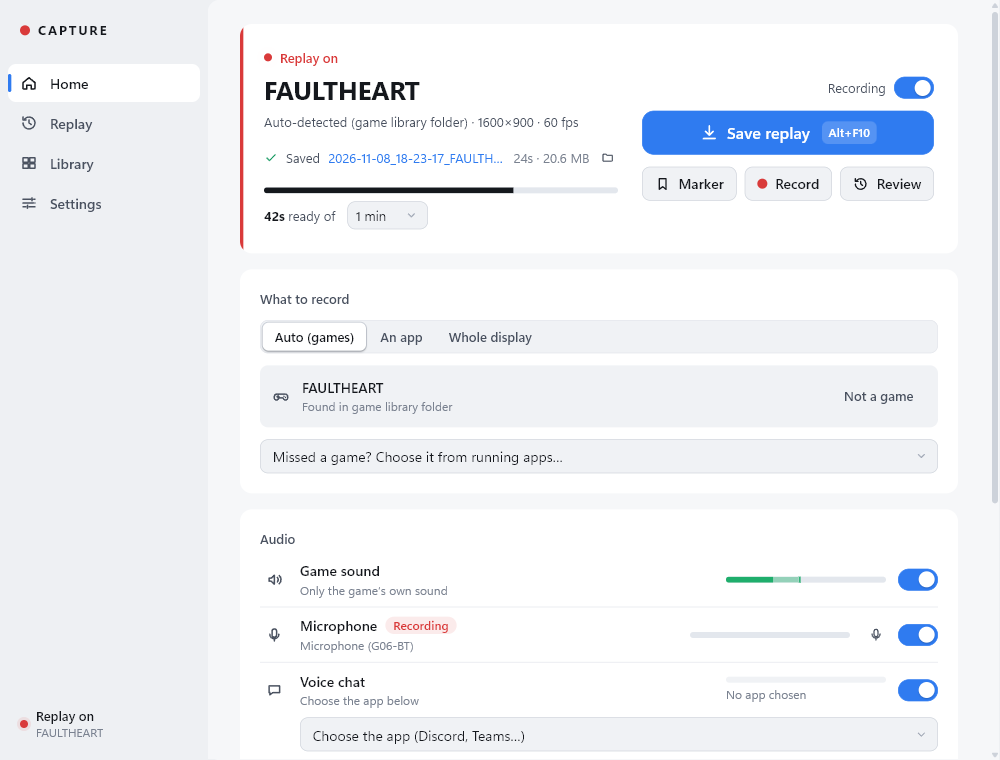 CAPTURE
Home
Replay
Library
Settings
Replay on
FAULTHEART
Replay on
FAULTHEART
Auto-detected (game library folder) · 1600×900 · 60 fps
Saved 2026-11-08_18-23-17_FAULTH... 24s · 20.6 MB
42s ready of 1 min
Recording
Save replay Alt+F10
Marker Record Review
What to record
Auto (games) An app Whole display
FAULTHEART
Found in game library folder
Not a game
Missed a game? Choose it from running apps...
Audio
Game sound
Only the game's own sound
Microphone Recording
Microphone (G06-BT)
Voice chat
Choose the app below
No app chosen
Choose the app (Discord, Teams...)